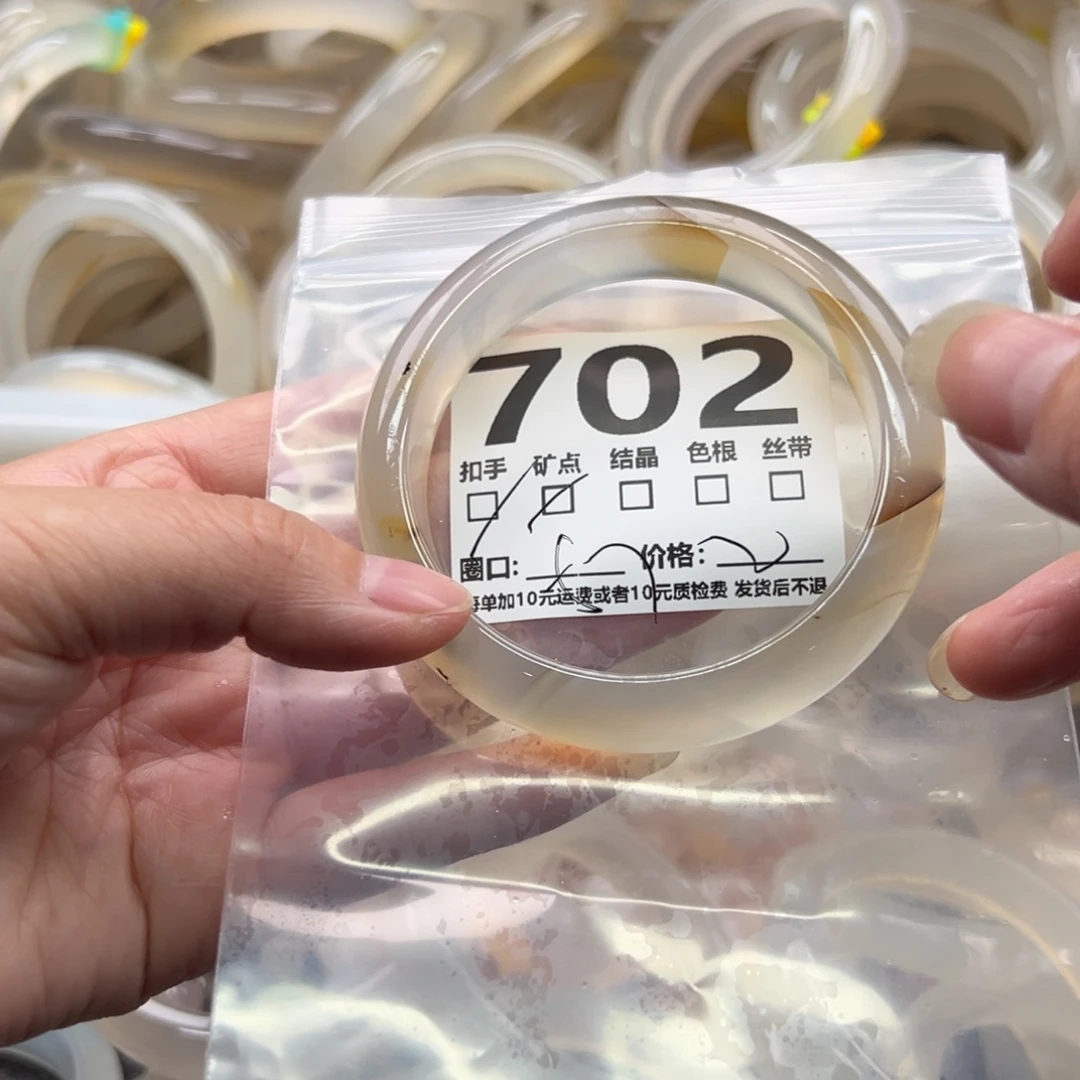 702
扣手 矿点 结晶 色根 丝带
圈口: 价格:
每单加10元运费或者10元质检费 发货后不退